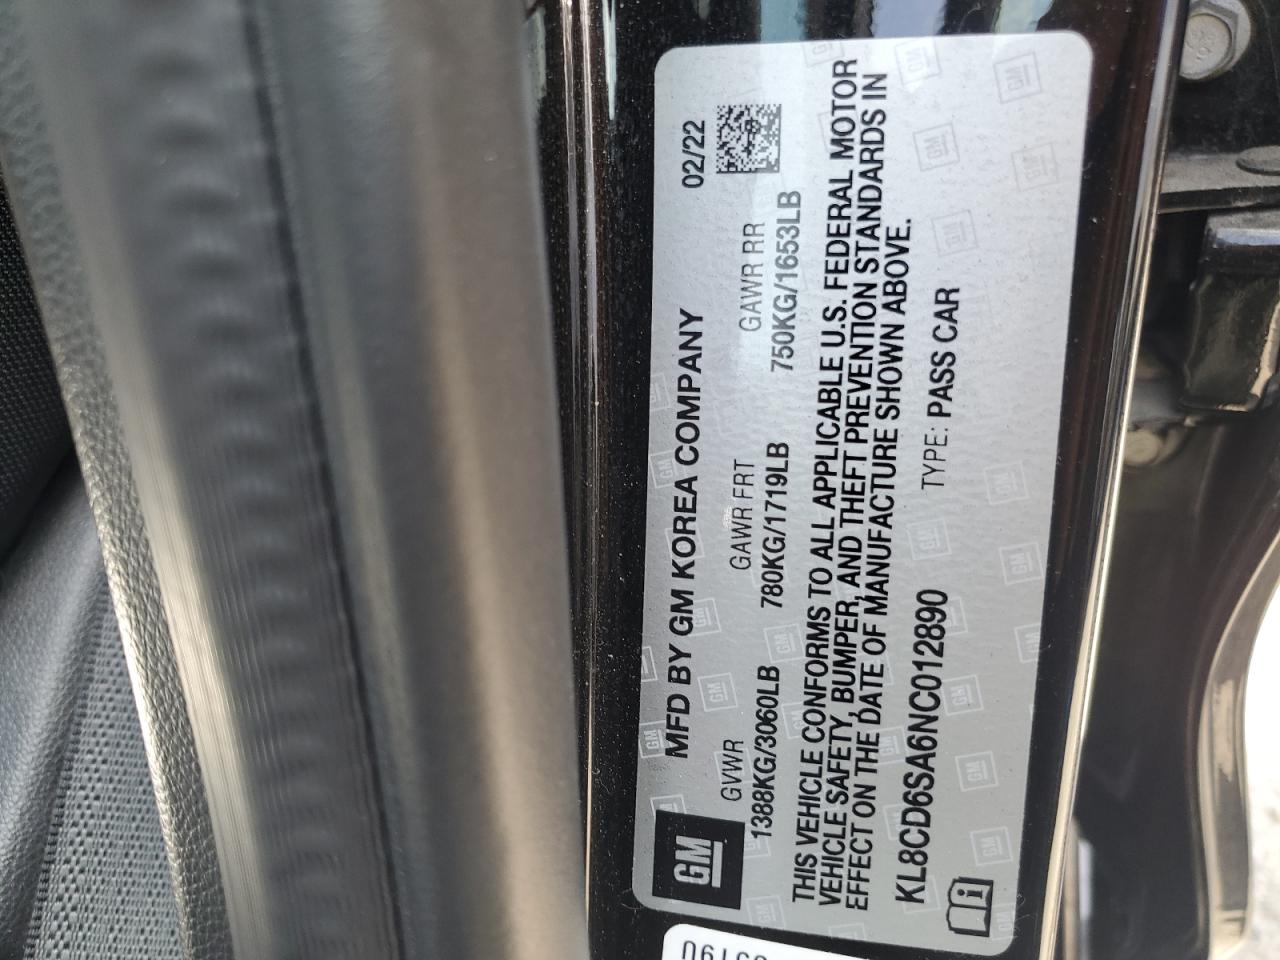 GM
MFD BY GM KOREA COMPANY 02/22
GVWR GAWR FRT GAWR RR
1388KG/3060LB 780KG/1719LB 750KG/1653LB
THIS VEHICLE CONFORMS TO ALL APPLICABLE U.S. FEDERAL MOTOR
VEHICLE SAFETY, BUMPER, AND THEFT PREVENTION STANDARDS IN
EFFECT ON THE DATE OF MANUFACTURE SHOWN ABOVE.
KL8CD6SA6NC012890 TYPE: PASS CAR